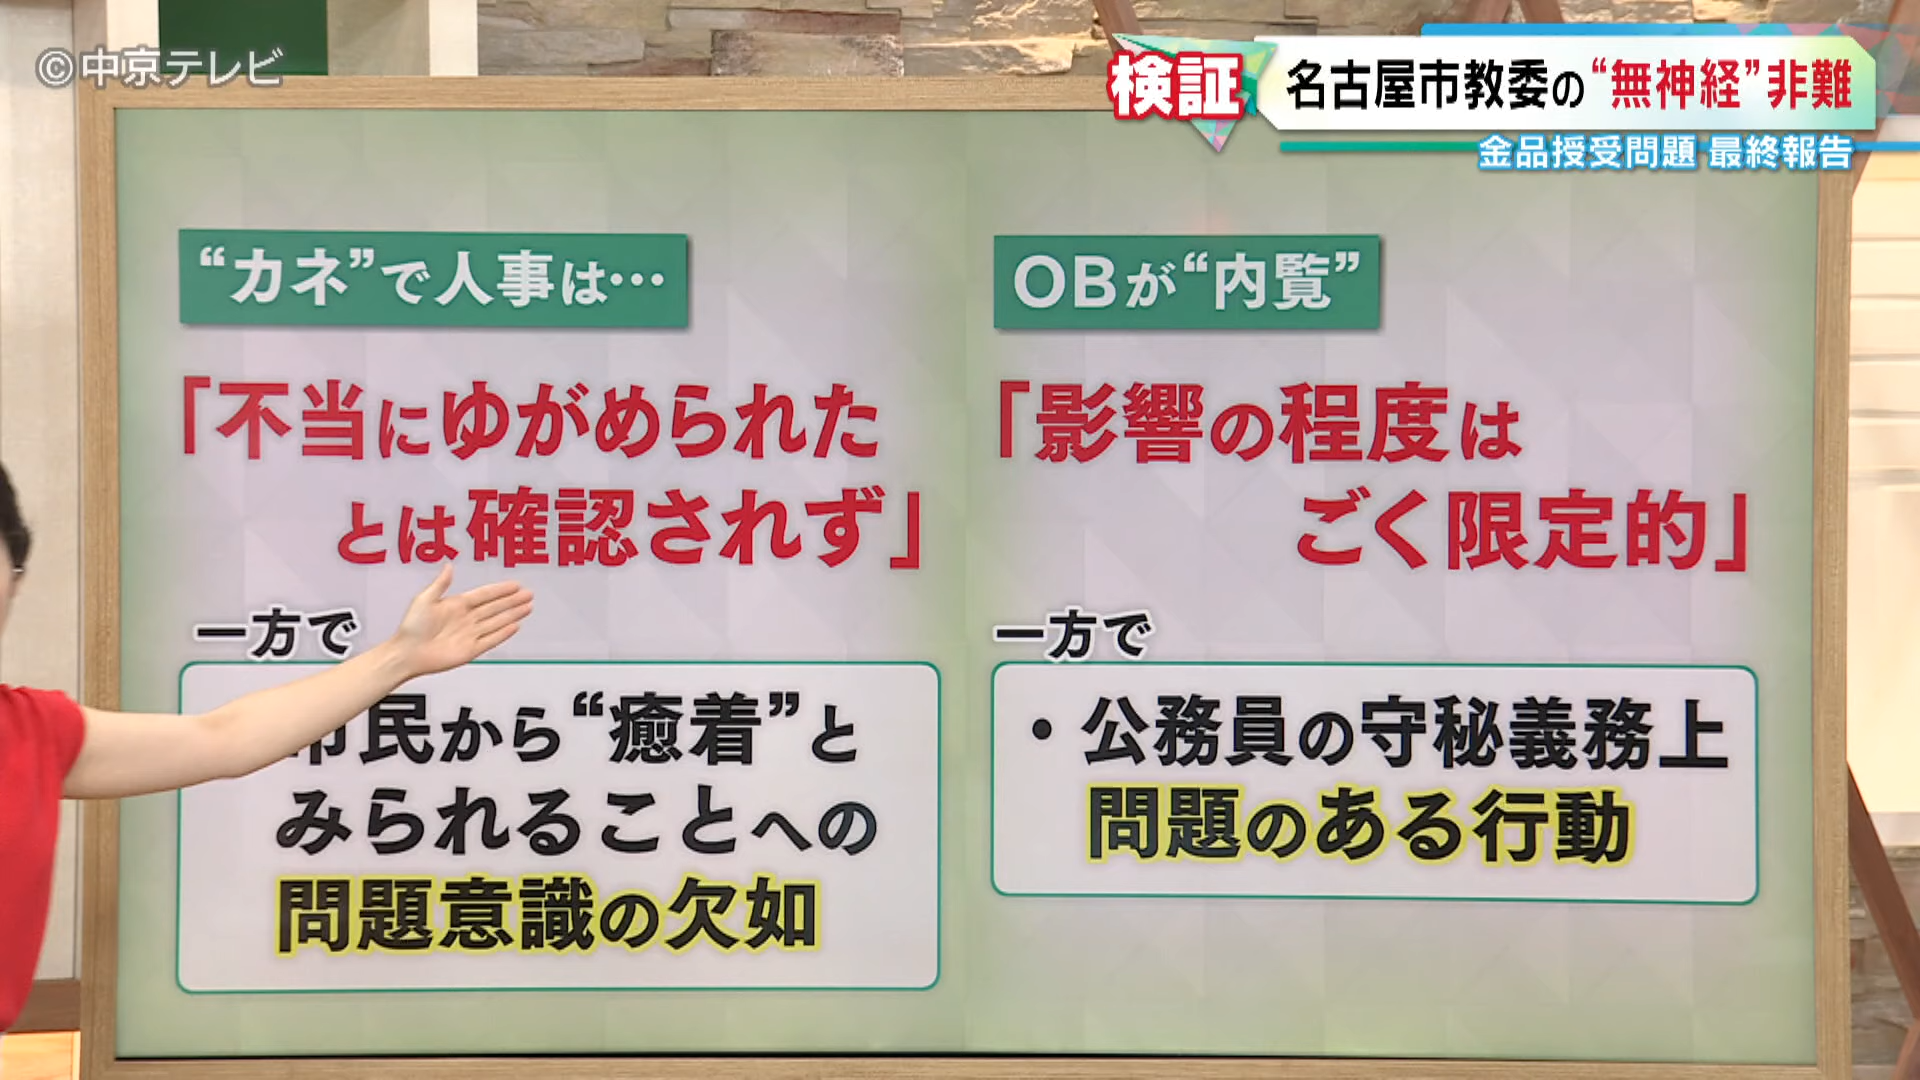 ©中京テレビ
検証
名古屋市教委の“無神経”非難
金品授受問題 最終報告
“カネ”で人事は…
「不当にゆがめられた
とは確認されず」
一方で
市民から“癒着”と
みられることへの
問題意識の欠如
OBが“内覧”
「影響の程度は
ごく限定的」
一方で
・公務員の守秘義務上
問題のある行動